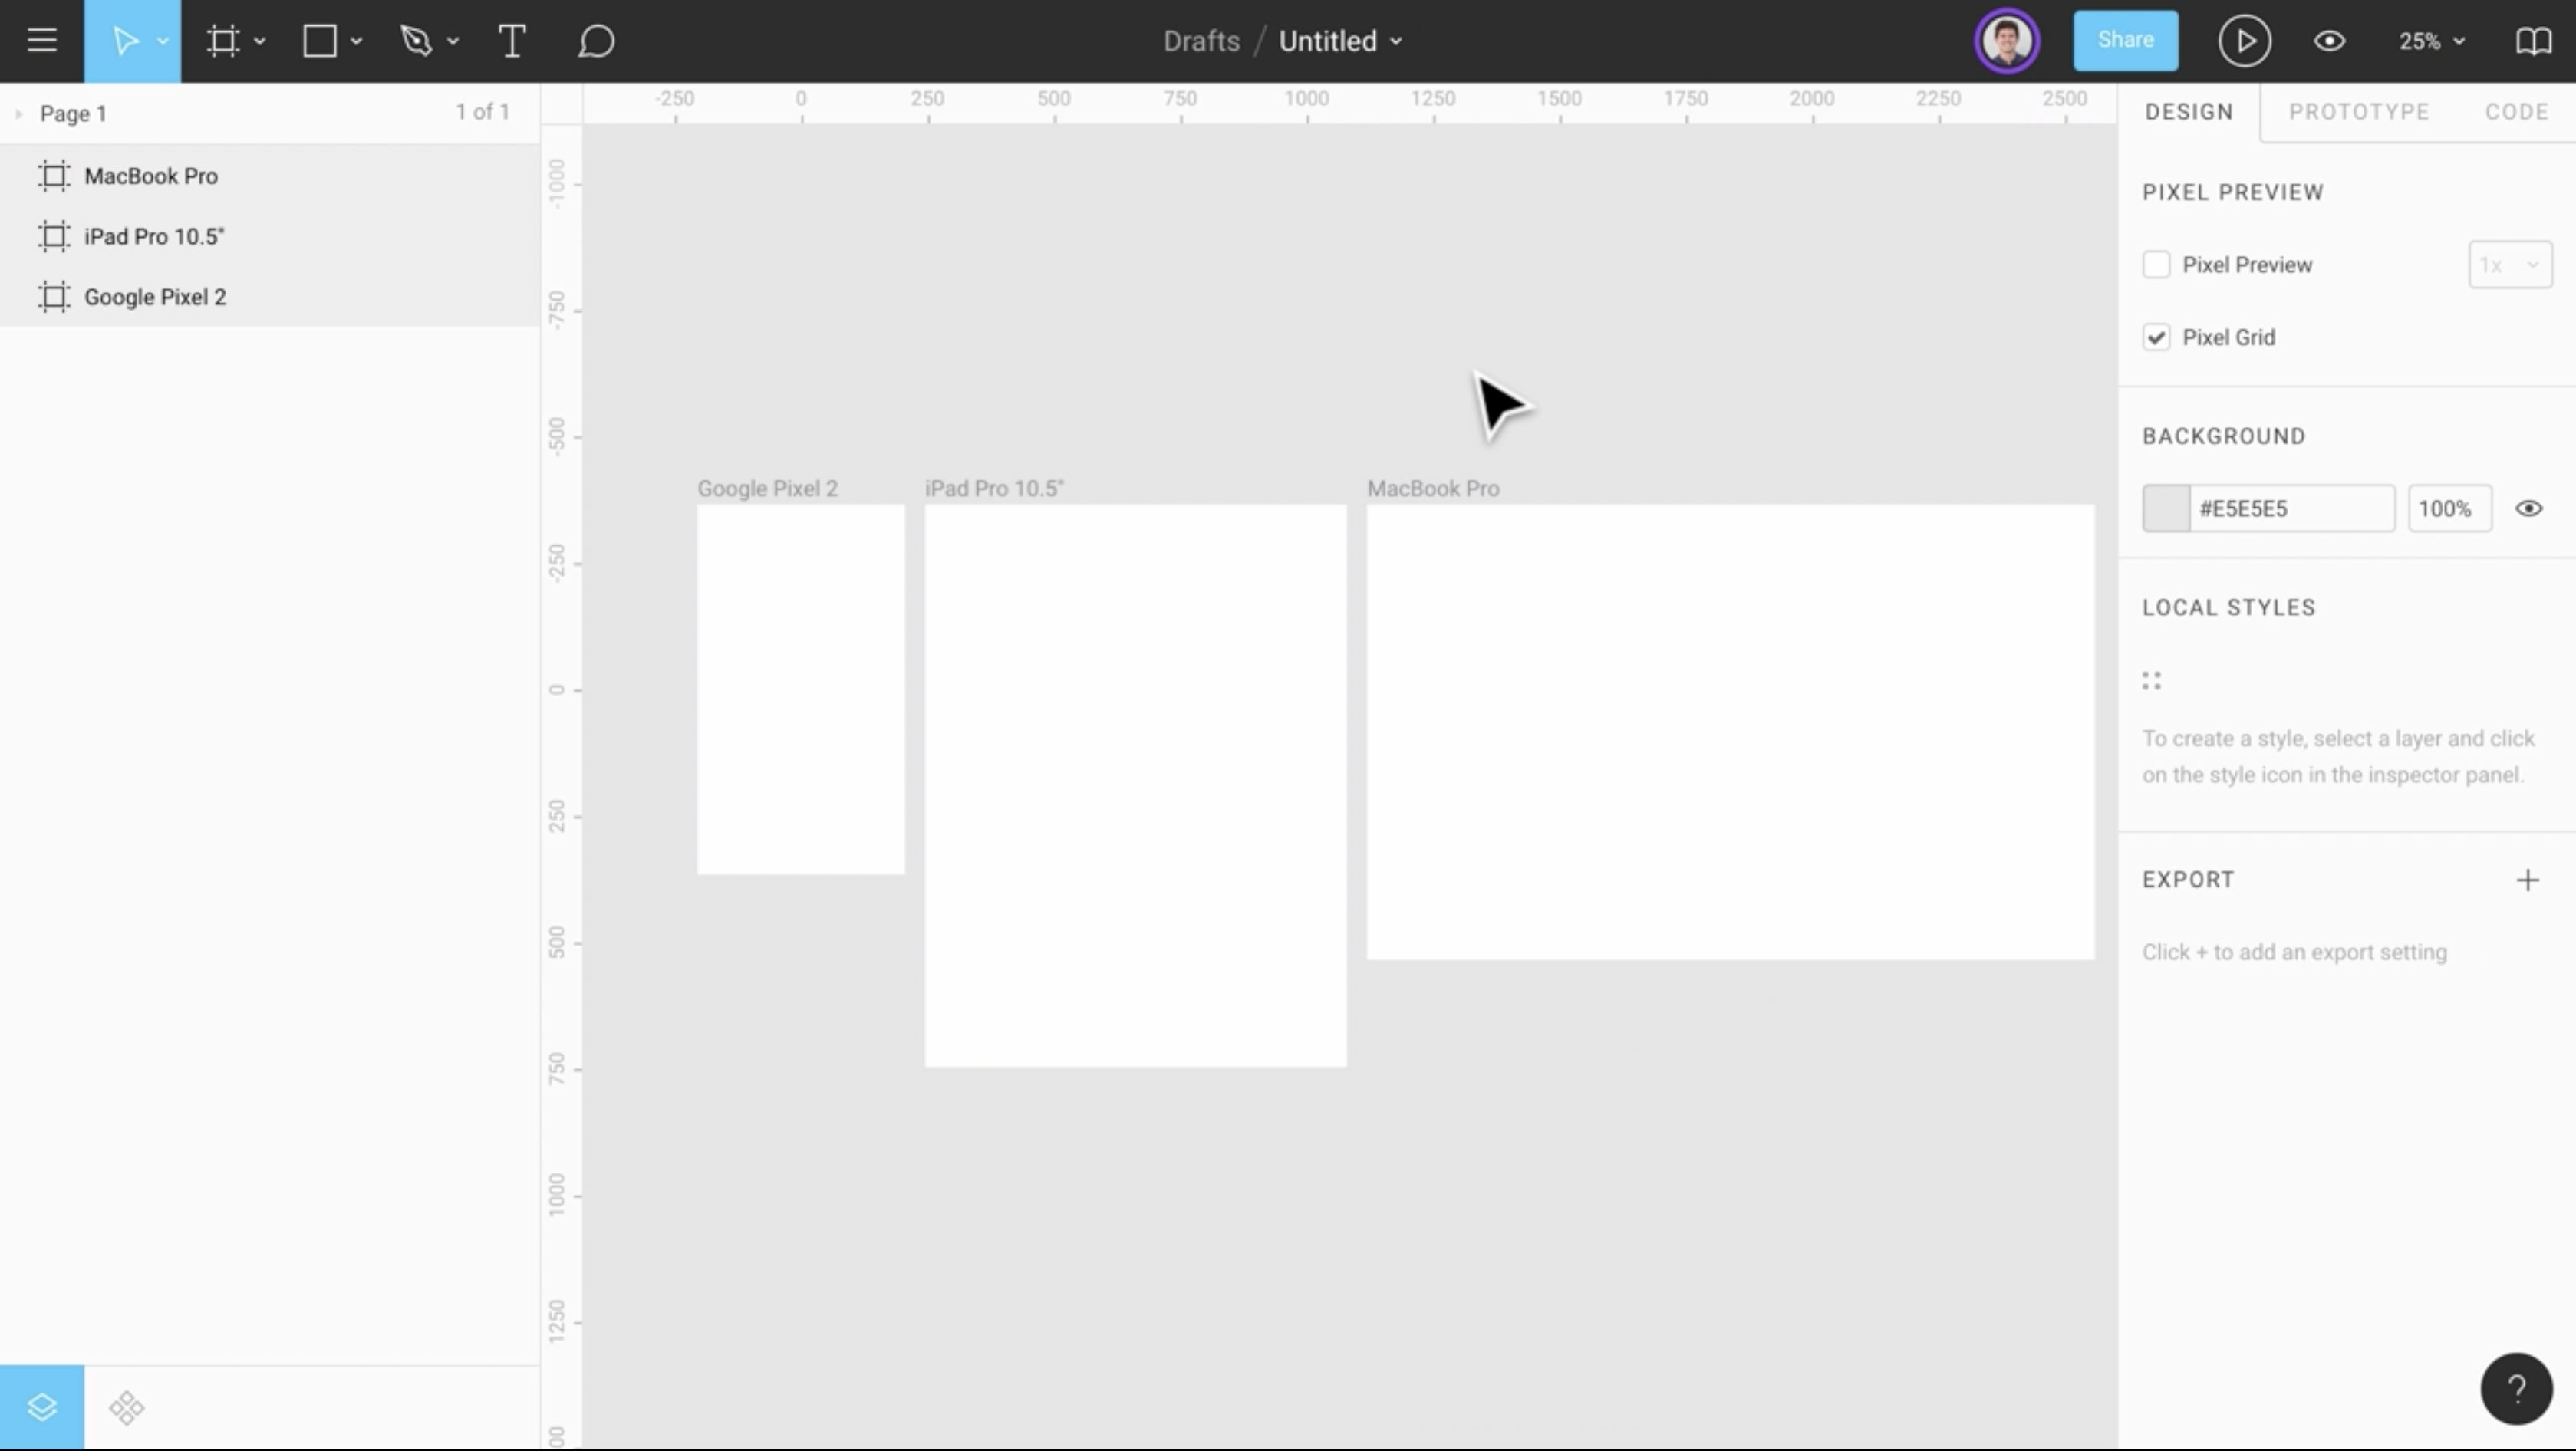 Drafts / Untitled
Share
25%
Page 1
1 of 1
MacBook Pro
iPad Pro 10.5"
Google Pixel 2
-250 0 250 500 750 1000 1250 1500 1750 2000 2250 2500
-1000
-750
-500
-250
0
250
500
750
1000
1250
00
Google Pixel 2
iPad Pro 10.5"
MacBook Pro
DESIGN PROTOTYPE CODE
PIXEL PREVIEW
Pixel Preview 1x
Pixel Grid
BACKGROUND
#E5E5E5 100%
LOCAL STYLES
To create a style, select a layer and click
on the style icon in the inspector panel.
EXPORT
Click + to add an export setting
?